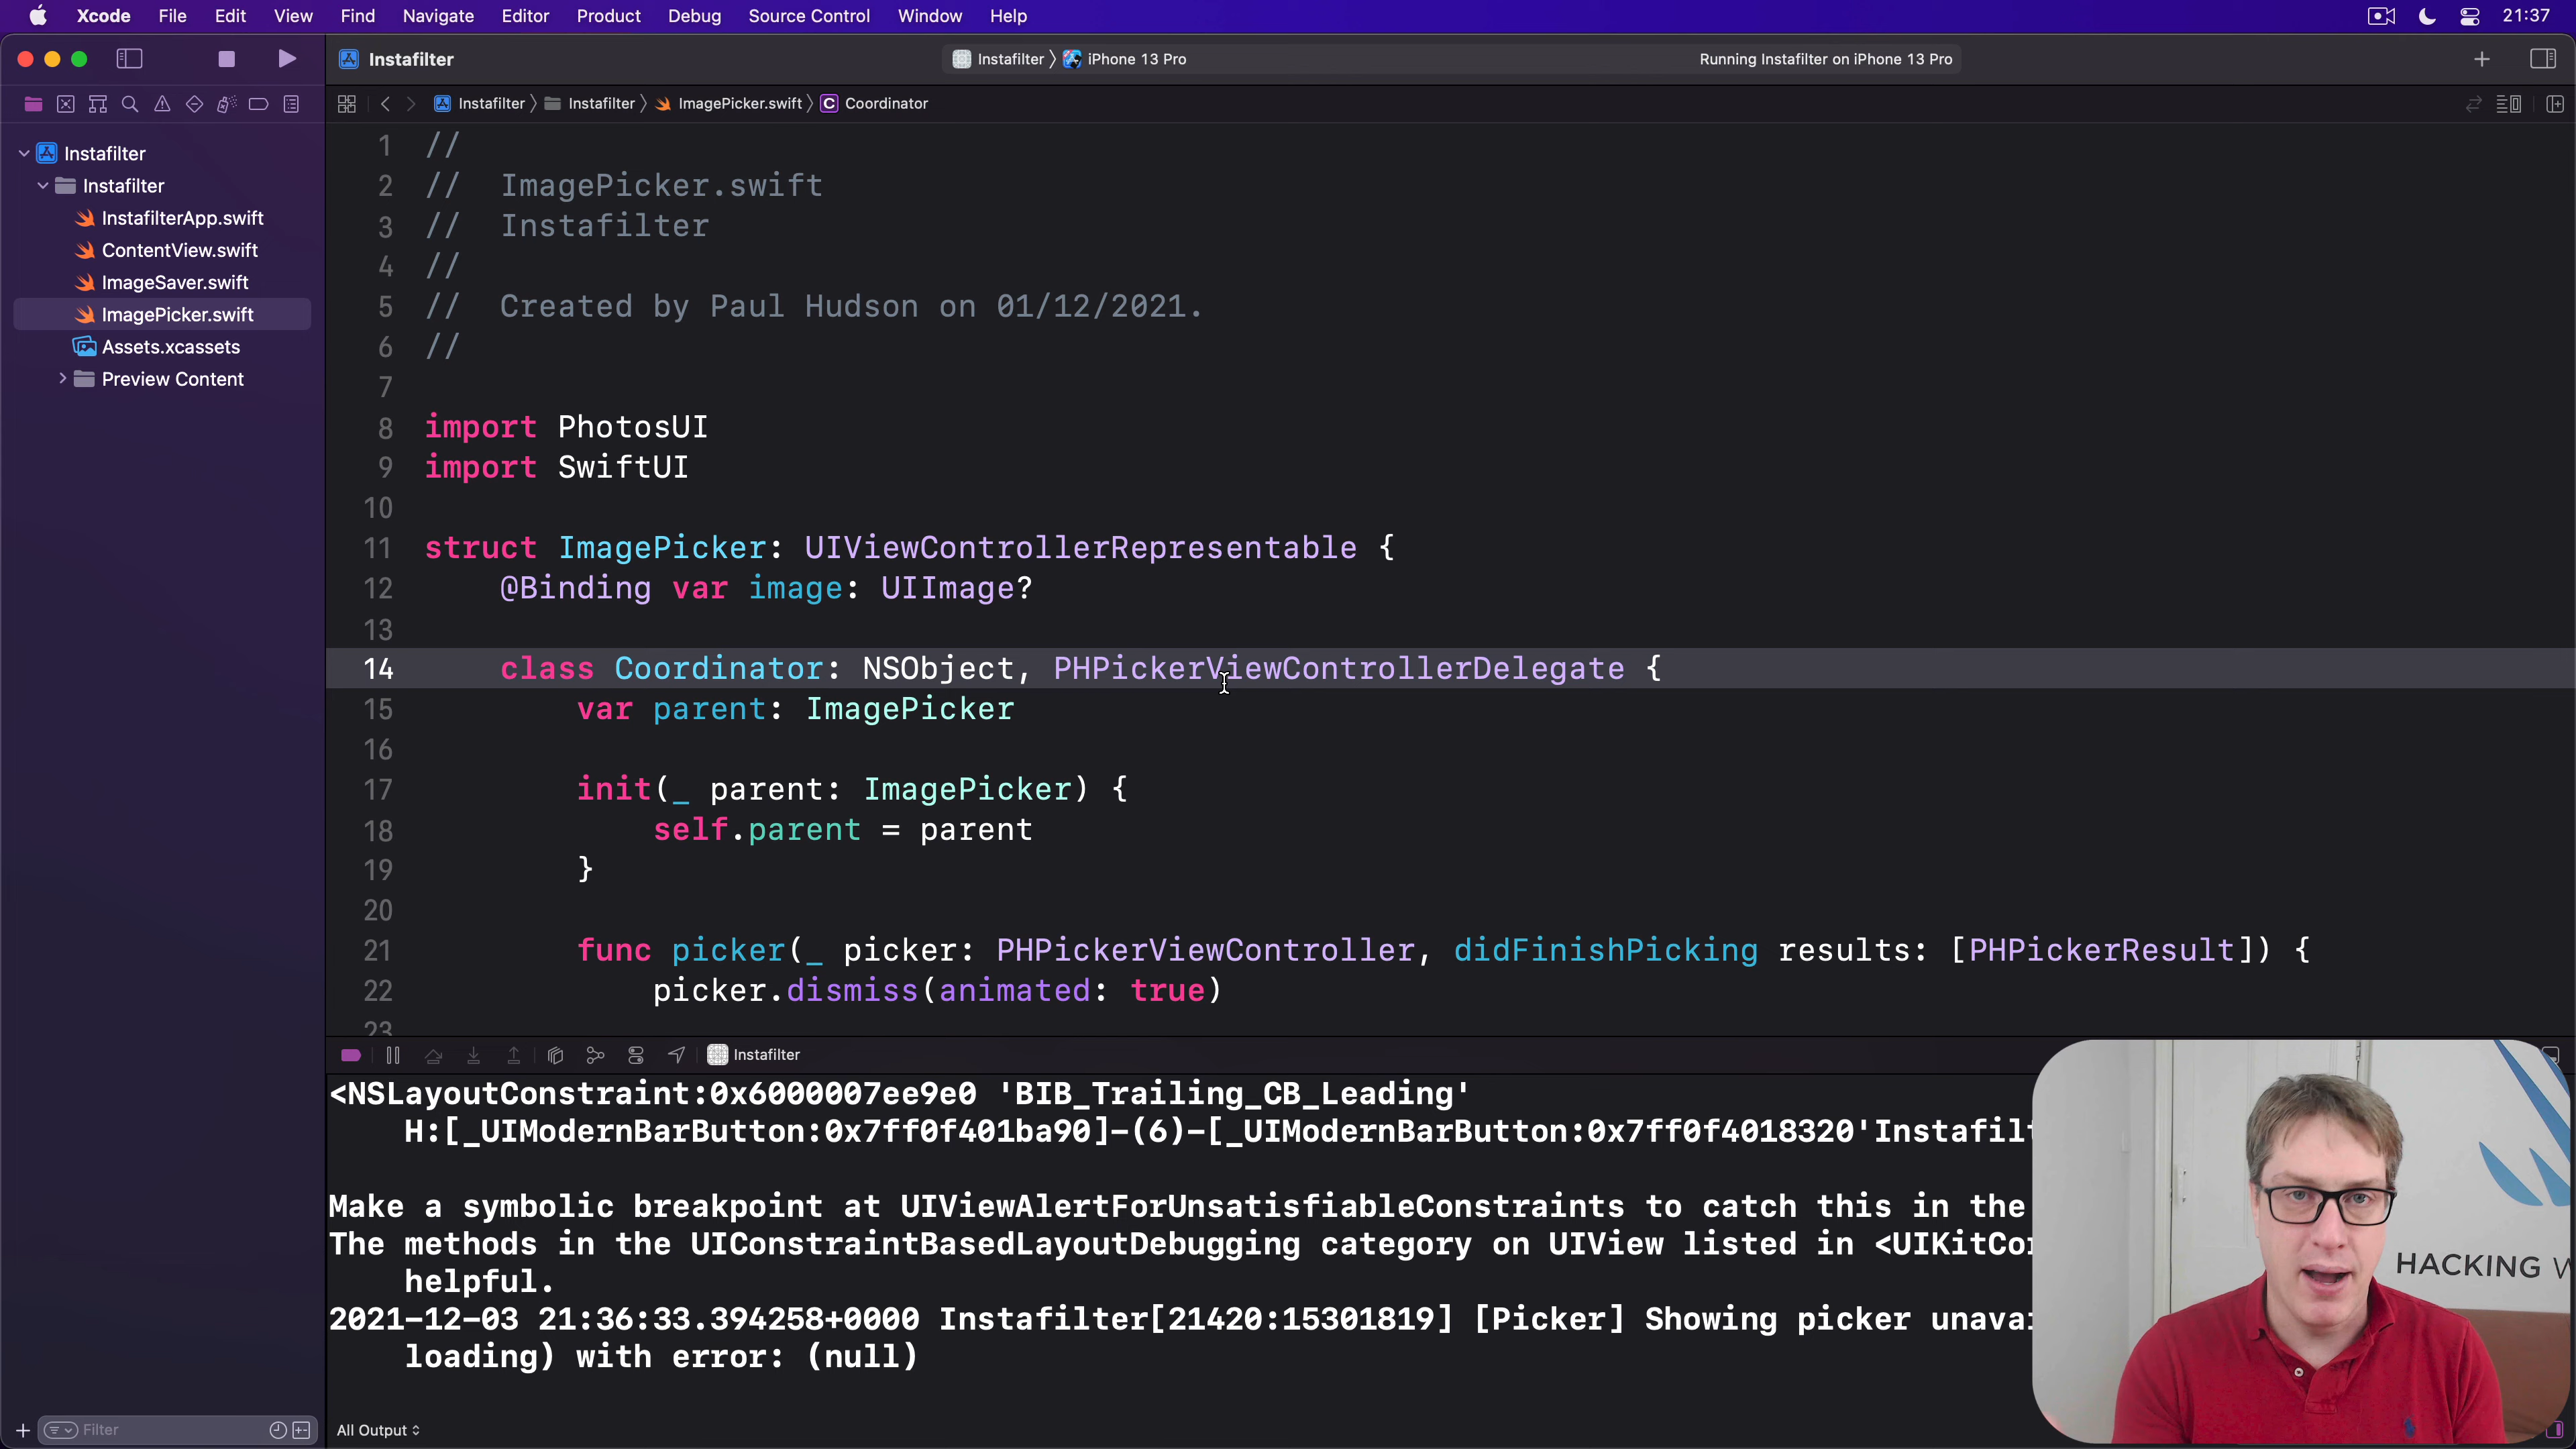 Xcode File Edit View Find Navigate Editor Product Debug Source Control Window Help 21:37
Instafilter Instafilter iPhone 13 Pro Running Instafilter on iPhone 13 Pro
Instafilter Instafilter ImagePicker.swift C Coordinator
Instafilter
Instafilter
InstafilterApp.swift
ContentView.swift
ImageSaver.swift
ImagePicker.swift
Assets.xcassets
Preview Content
1 //
2 // ImagePicker.swift
3 // Instafilter
4 //
5 // Created by Paul Hudson on 01/12/2021.
6 //
7
8 import PhotosUI
9 import SwiftUI
10
11 struct ImagePicker: UIViewControllerRepresentable {
12 @Binding var image: UIImage?
13
14 class Coordinator: NSObject, PHPickerViewControllerDelegate {
15 var parent: ImagePicker
16
17 init(_ parent: ImagePicker) {
18 self.parent = parent
19 }
20
21 func picker(_ picker: PHPickerViewController, didFinishPicking results: [PHPickerResult]) {
22 picker.dismiss(animated: true)
23
Instafilter
<NSLayoutConstraint:0x6000007ee9e0 'BIB_Trailing_CB_Leading'
H:[_UIModernBarButton:0x7ff0f401ba90]-(6)-[_UIModernBarButton:0x7ff0f4018320'Instafilt
Make a symbolic breakpoint at UIViewAlertForUnsatisfiableConstraints to catch this in the
The methods in the UIConstraintBasedLayoutDebugging category on UIView listed in <UIKitCo
helpful.
2021-12-03 21:36:33.394258+0000 Instafilter[21420:15301819] [Picker] Showing picker unava
loading) with error: (null)
HACKING W
Filter
All Output